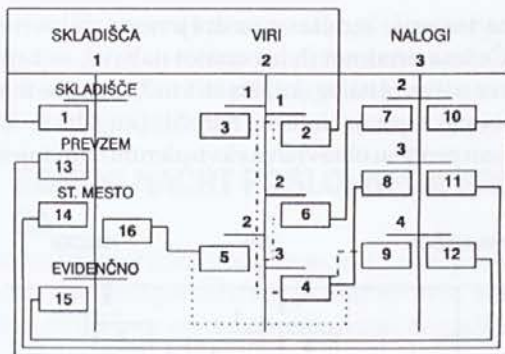 SKLADIŠČA VIRI NALOGI
1 2 3
SKLADIŠČE 1 1 2
1 3 2 7 10
PREVZEM 3
13 2 8 11
ST. MESTO
14 6
16 2 4
5 3 9 12
EVIDENČNO 4
15